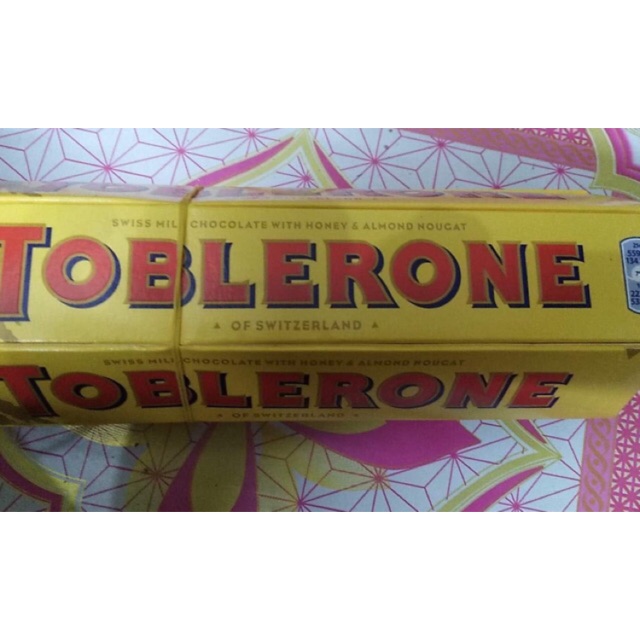 SWISS MILK CHOCOLATE WITH HONEY & ALMOND NOUGAT
TOBLERONE
OF SWITZERLAND
SWISS MILK CHOCOLATE WITH HONEY & ALMOND NOUGAT
TOBLERONE
OF SWITZERLAND